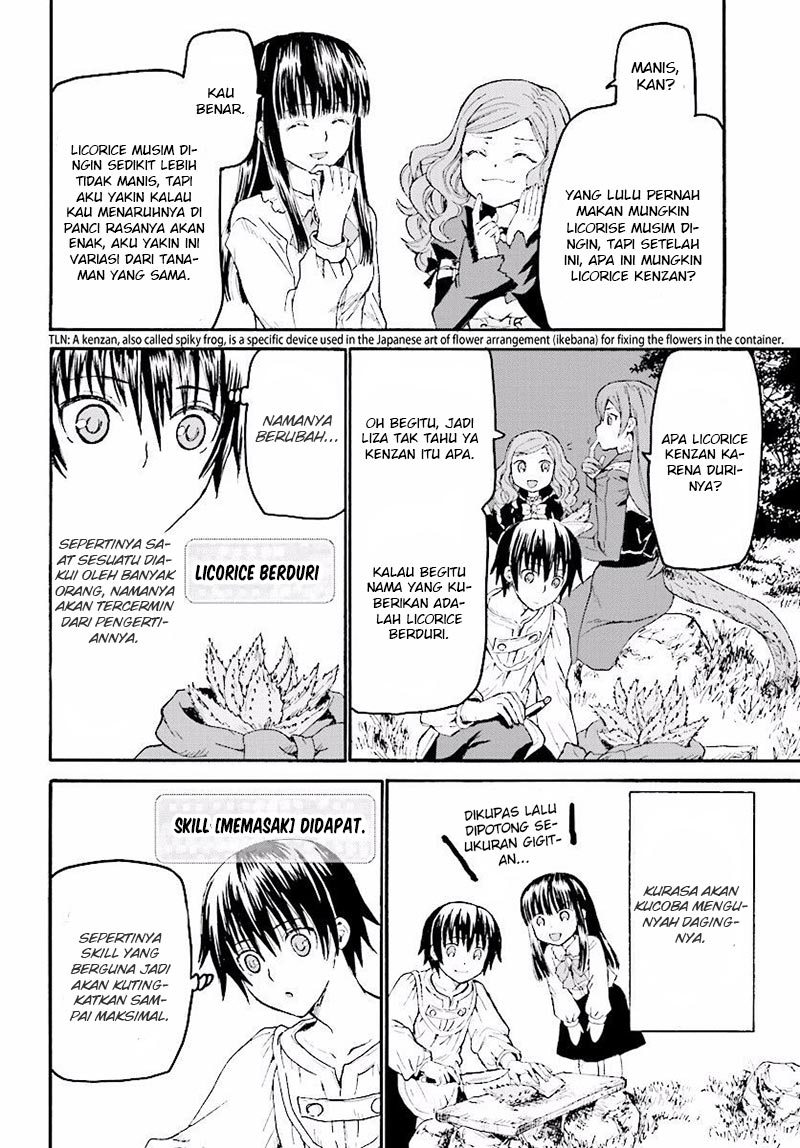 MANIS,
KAN?
YANG LULU PERNAH
MAKAN MUNGKIN
LICORISE MUSIM DI-
NGIN, TAPI SETELAH
INI, APA INI MUNGKIN
LICORICE KENZAN?
KAU
BENAR.
LICORICE MUSIM DI-
NGIN SEDIKIT LEBIH
TIDAK MANIS, TAPI
AKU YAKIN KALAU
KAU MENARUHNYA DI
PANCI RASANYA AKAN
ENAK, AKU YAKIN INI
VARIASI DARI TANA-
MAN YANG SAMA.
TLN: A kenzan, also called spiky frog, is a specific device used in the Japanese art of flower arrangement (ikebana) for fixing the flowers in the container.
APA LICORICE
KENZAN KA-
RENA DURI-
NYA?
OH BEGITU, JADI
LIZA TAK TAHU YA
KENZAN ITU APA.
KALAU BEGITU
NAMA YANG KU-
BERIKAN ADA-
LAH LICORICE
BERDURI.
NAMANYA
BERUBAH...
LICORICE BERDURI
SEPERTINYA SA-
AT SESUATU DIA-
KUI OLEH BANYAK
ORANG, NAMANYA
AKAN TERCERMIN
DARI PENGERTI-
ANNYA.
KURASA AKAN
KUCOBA MENGU-
NYAH DAGING-
NYA.
DIKUPAS LALU
DIPOTONG SE-
UKURAN GIGIT-
AN...
SKILL [MEMASAK] DIDAPAT.
SEPERTINYA
SKILL YANG
BERGUNA JADI
AKAN KUTING-
KATKAN SAM-
PAI MAKSIMAL.